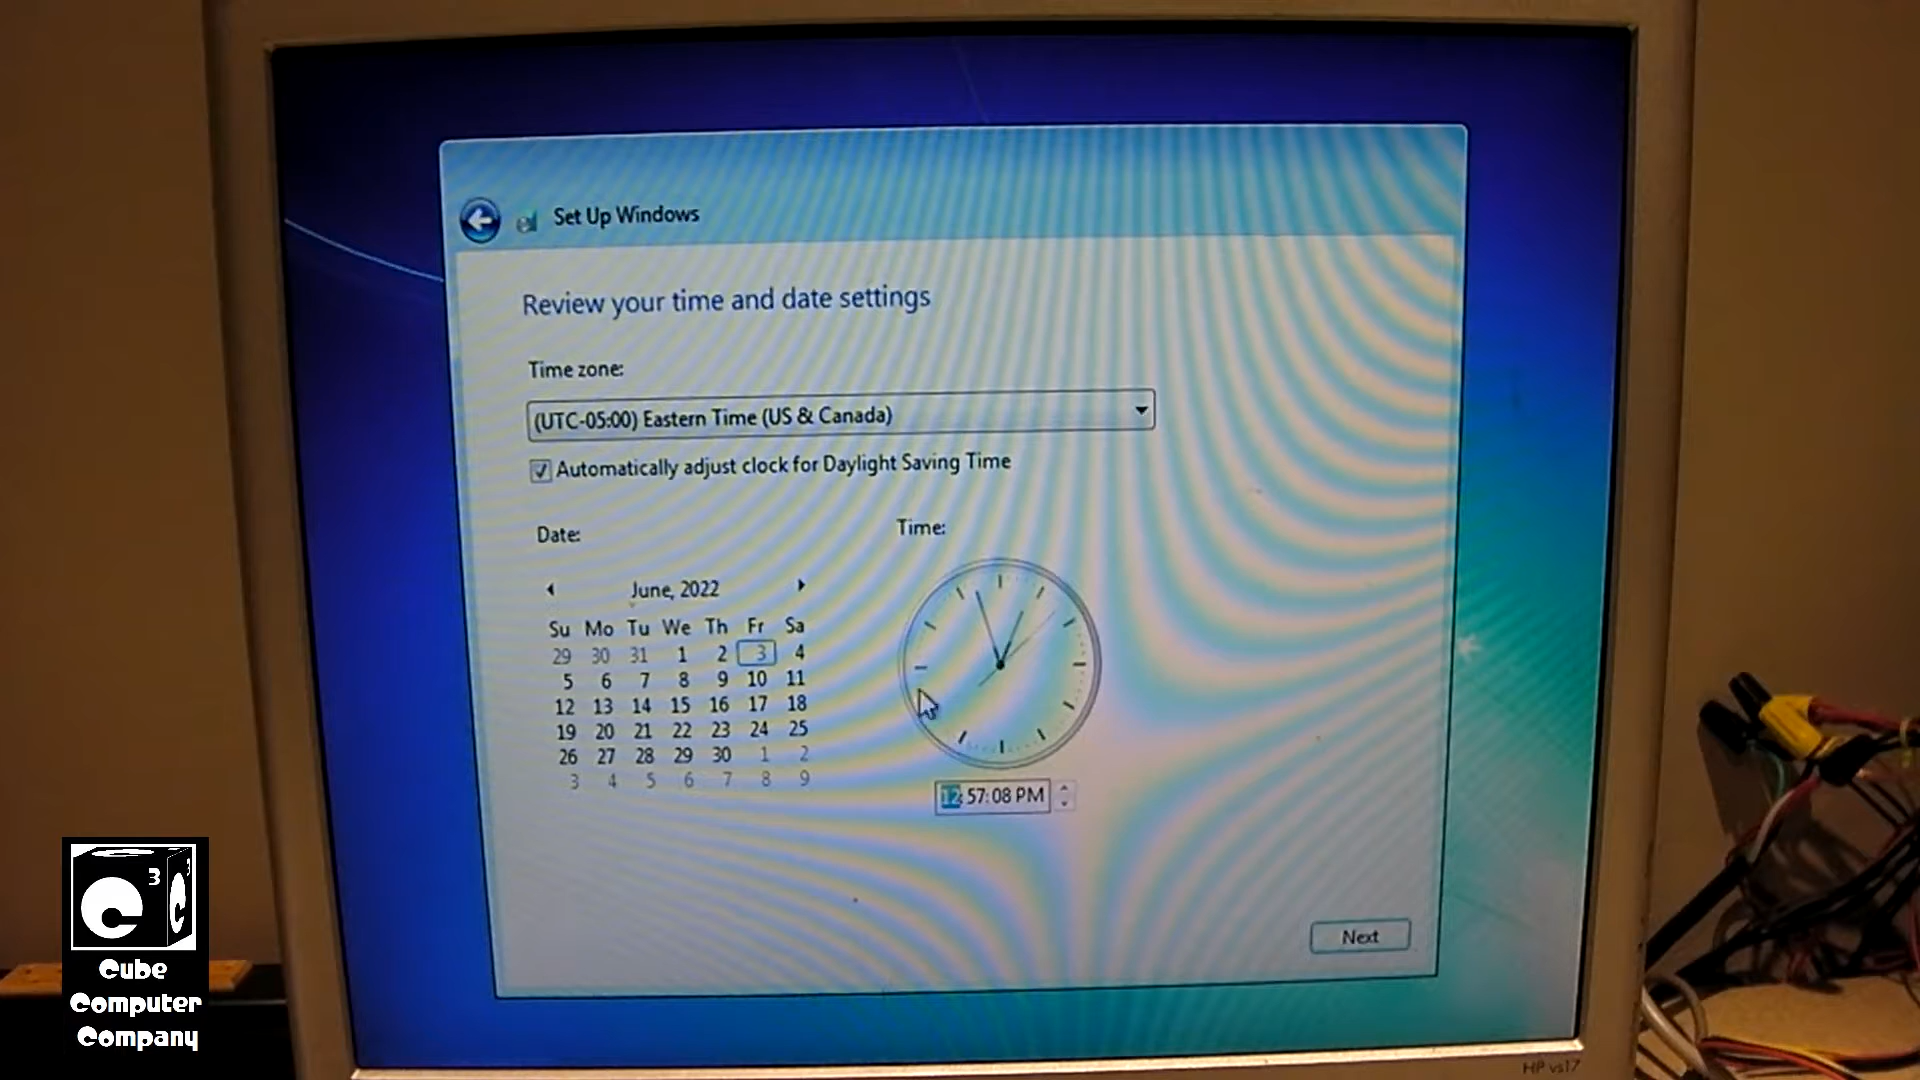 Set Up Windows
Review your time and date settings
Time zone:
(UTC-05:00) Eastern Time (US & Canada)
Automatically adjust clock for Daylight Saving Time
Date:
Time:
June, 2022
Su Mo Tu We Th Fr Sa
29 30 31 1 2 3 4
5 6 7 8 9 10 11
12 13 14 15 16 17 18
19 20 21 22 23 24 25
26 27 28 29 30 1 2
3 4 5 6 7 8 9
12:57:08 PM
Next
HP vs17
C 3
C 3
Cube
Computer
Company